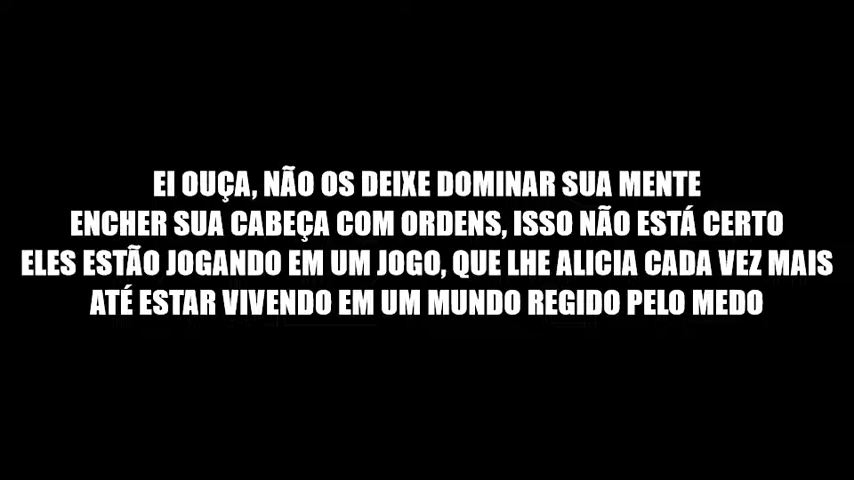 EI OUÇA, NÃO OS DEIXE DOMINAR SUA MENTE
ENCHER SUA CABEÇA COM ORDENS, ISSO NÃO ESTÁ CERTO
ELES ESTÃO JOGANDO EM UM JOGO, QUE LHE ALICIA CADA VEZ MAIS
ATÉ ESTAR VIVENDO EM UM MUNDO REGIDO PELO MEDO